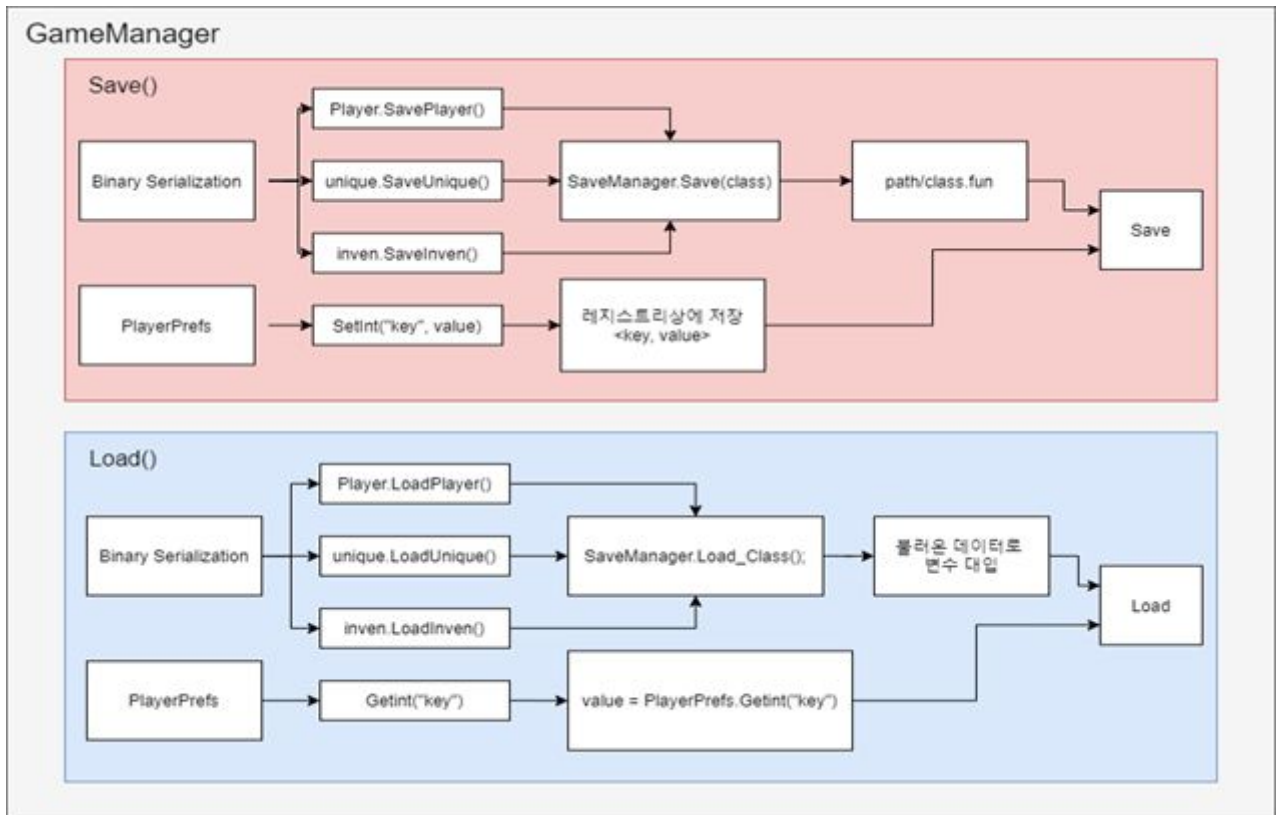 GameManager
Save()
Player.SavePlayer()
Binary Serialization
unique.SaveUnique()
SaveManager.Save(class)
path/class.fun
Save
inven.SaveInven()
PlayerPrefs
SetInt("key", value)
레지스트리상에 저장
<key, value>
Load()
Player.LoadPlayer()
Binary Serialization
unique.LoadUnique()
SaveManager.Load_Class();
불러온 데이터로
변수 대입
Load
inven.LoadInven()
PlayerPrefs
Getint("key")
value = PlayerPrefs.Getint("key")